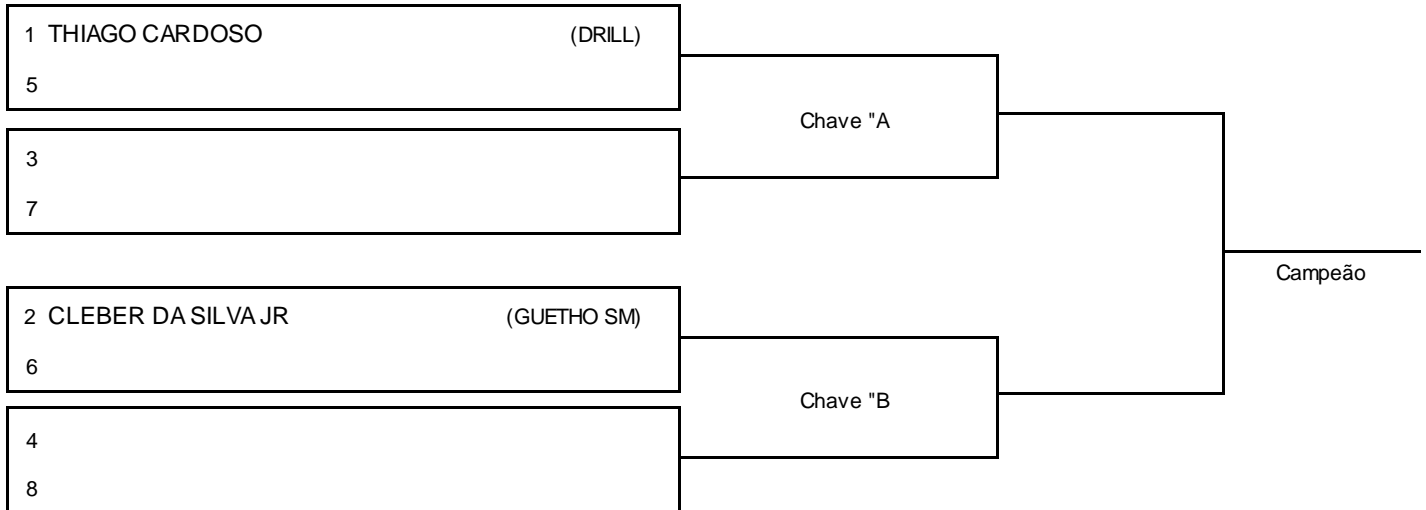 1 THIAGO CARDOSO (DRILL)
5
Chave "A
3
7
Campeão
2 CLEBER DA SILVA JR (GUETHO SM)
6
Chave "B
4
8